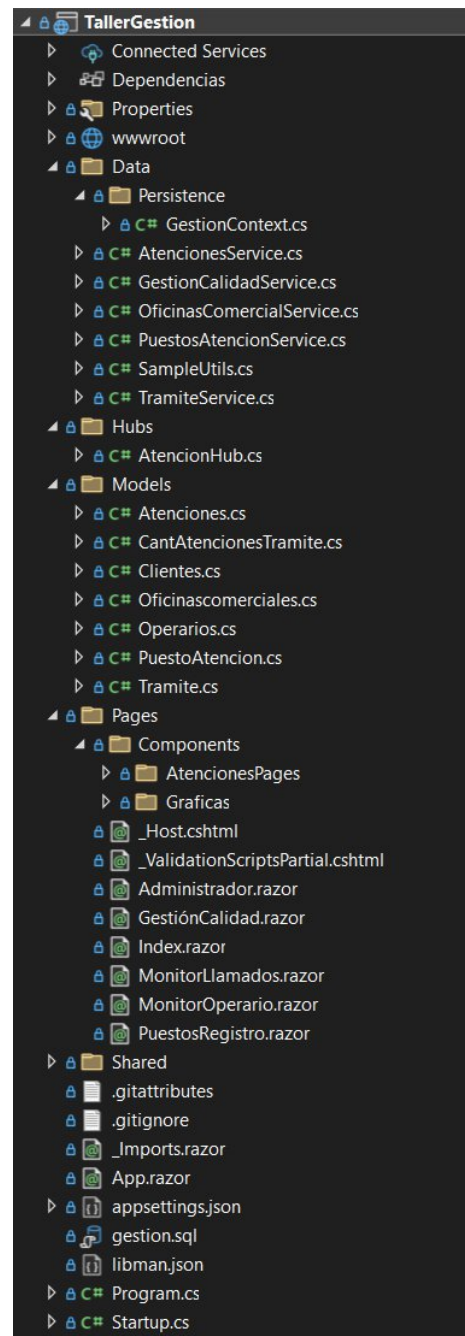 TallerGestion
Connected Services
Dependencias
Properties
wwwroot
Data
Persistence
C# GestionContext.cs
C# AtencionesService.cs
C# GestionCalidadService.cs
C# OficinasComercialService.cs
C# PuestosAtencionService.cs
C# SampleUtils.cs
C# TramiteService.cs
Hubs
C# AtencionHub.cs
Models
C# Atenciones.cs
C# CantAtencionesTramite.cs
C# Clientes.cs
C# Oficinascomerciales.cs
C# Operarios.cs
C# PuestoAtencion.cs
C# Tramite.cs
Pages
Components
AtencionesPages
Graficas
_Host.cshtml
_ValidationScriptsPartial.cshtml
Administrador.razor
GestiónCalidad.razor
Index.razor
MonitorLlamados.razor
MonitorOperario.razor
PuestosRegistro.razor
Shared
.gitattributes
.gitignore
_Imports.razor
App.razor
appsettings.json
gestion.sql
libman.json
C# Program.cs
C# Startup.cs